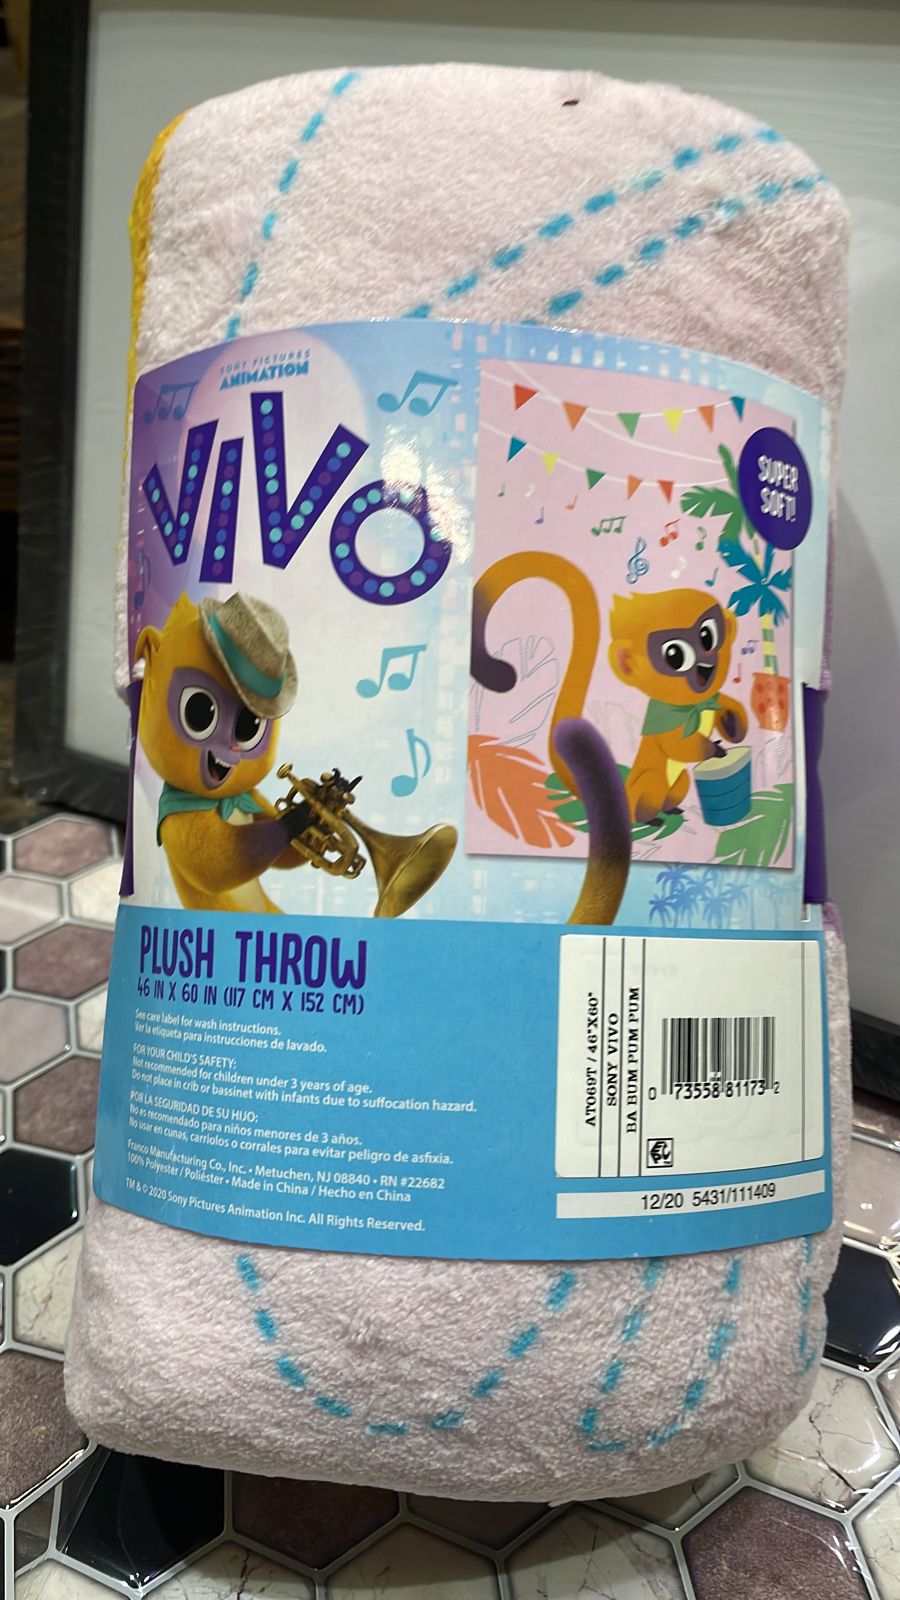 SONY PICTURES
ANIMATION
VIVO
SUPER
SOFT!
PLUSH THROW
46 IN X 60 IN (117 CM X 152 CM)
See care label for wash instructions.
Ver la etiqueta para instrucciones de lavado.
FOR YOUR CHILD'S SAFETY:
Not recommended for children under 3 years of age.
Do not place in crib or bassinet with infants due to suffocation hazard.
POR LA SEGURIDAD DE SU HIJO:
No es recomendado para niños menores de 3 años.
No usar en cunas, carriolos o corrales para evitar peligro de asfixia.
Franco Manufacturing Co., Inc. • Metuchen, NJ 08840 • RN #22682
100% Polyester / Poliéster • Made in China / Hecho en China
TM & © 2020 Sony Pictures Animation Inc. All Rights Reserved.
AT069T / 46"X60"
SONY VIVO
BA BUM PUM PUM
0 73558 81173 2
12/20 5431/111409